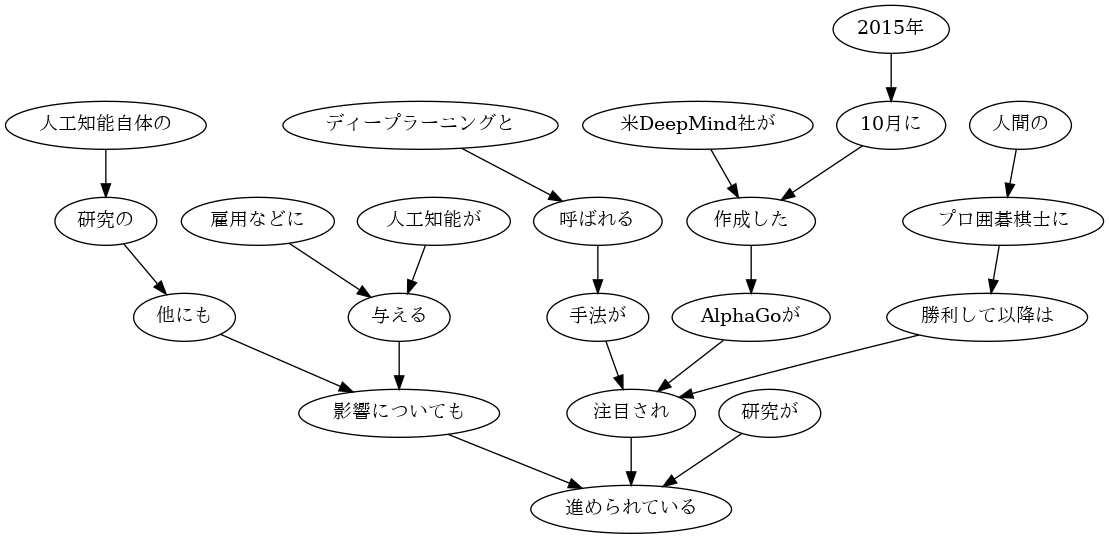 2015年
人工知能自体の
ディープラーニングと
米DeepMind社が
10月に
人間の
研究の
雇用などに
人工知能が
呼ばれる
作成した
プロ囲碁棋士に
他にも
与える
手法が
AlphaGoが
勝利して以降は
影響についても
注目され
研究が
進められている